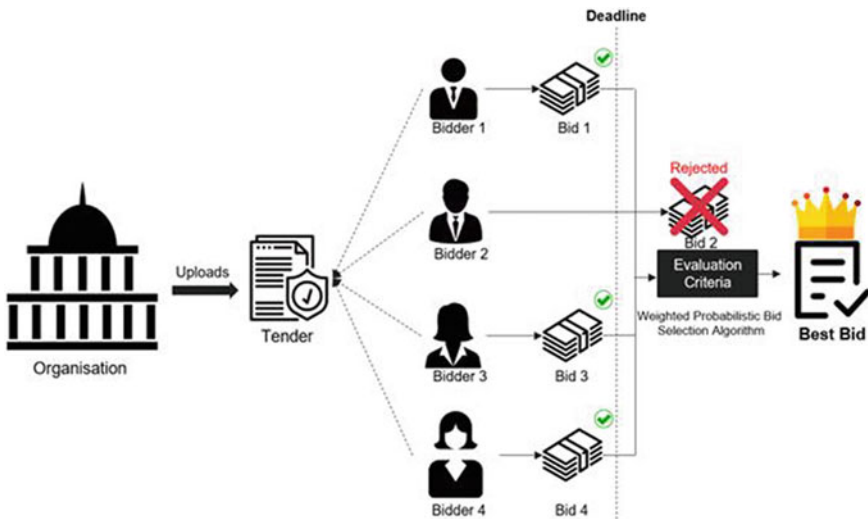 Deadline
Bidder 1
Bid 1
Rejected
Bid 2
Bidder 2
Uploads
Tender
Organisation
Evaluation
Criteria
Weighted Probabilistic Bid
Selection Algorithm
Best Bid
Bidder 3
Bid 3
Bidder 4
Bid 4